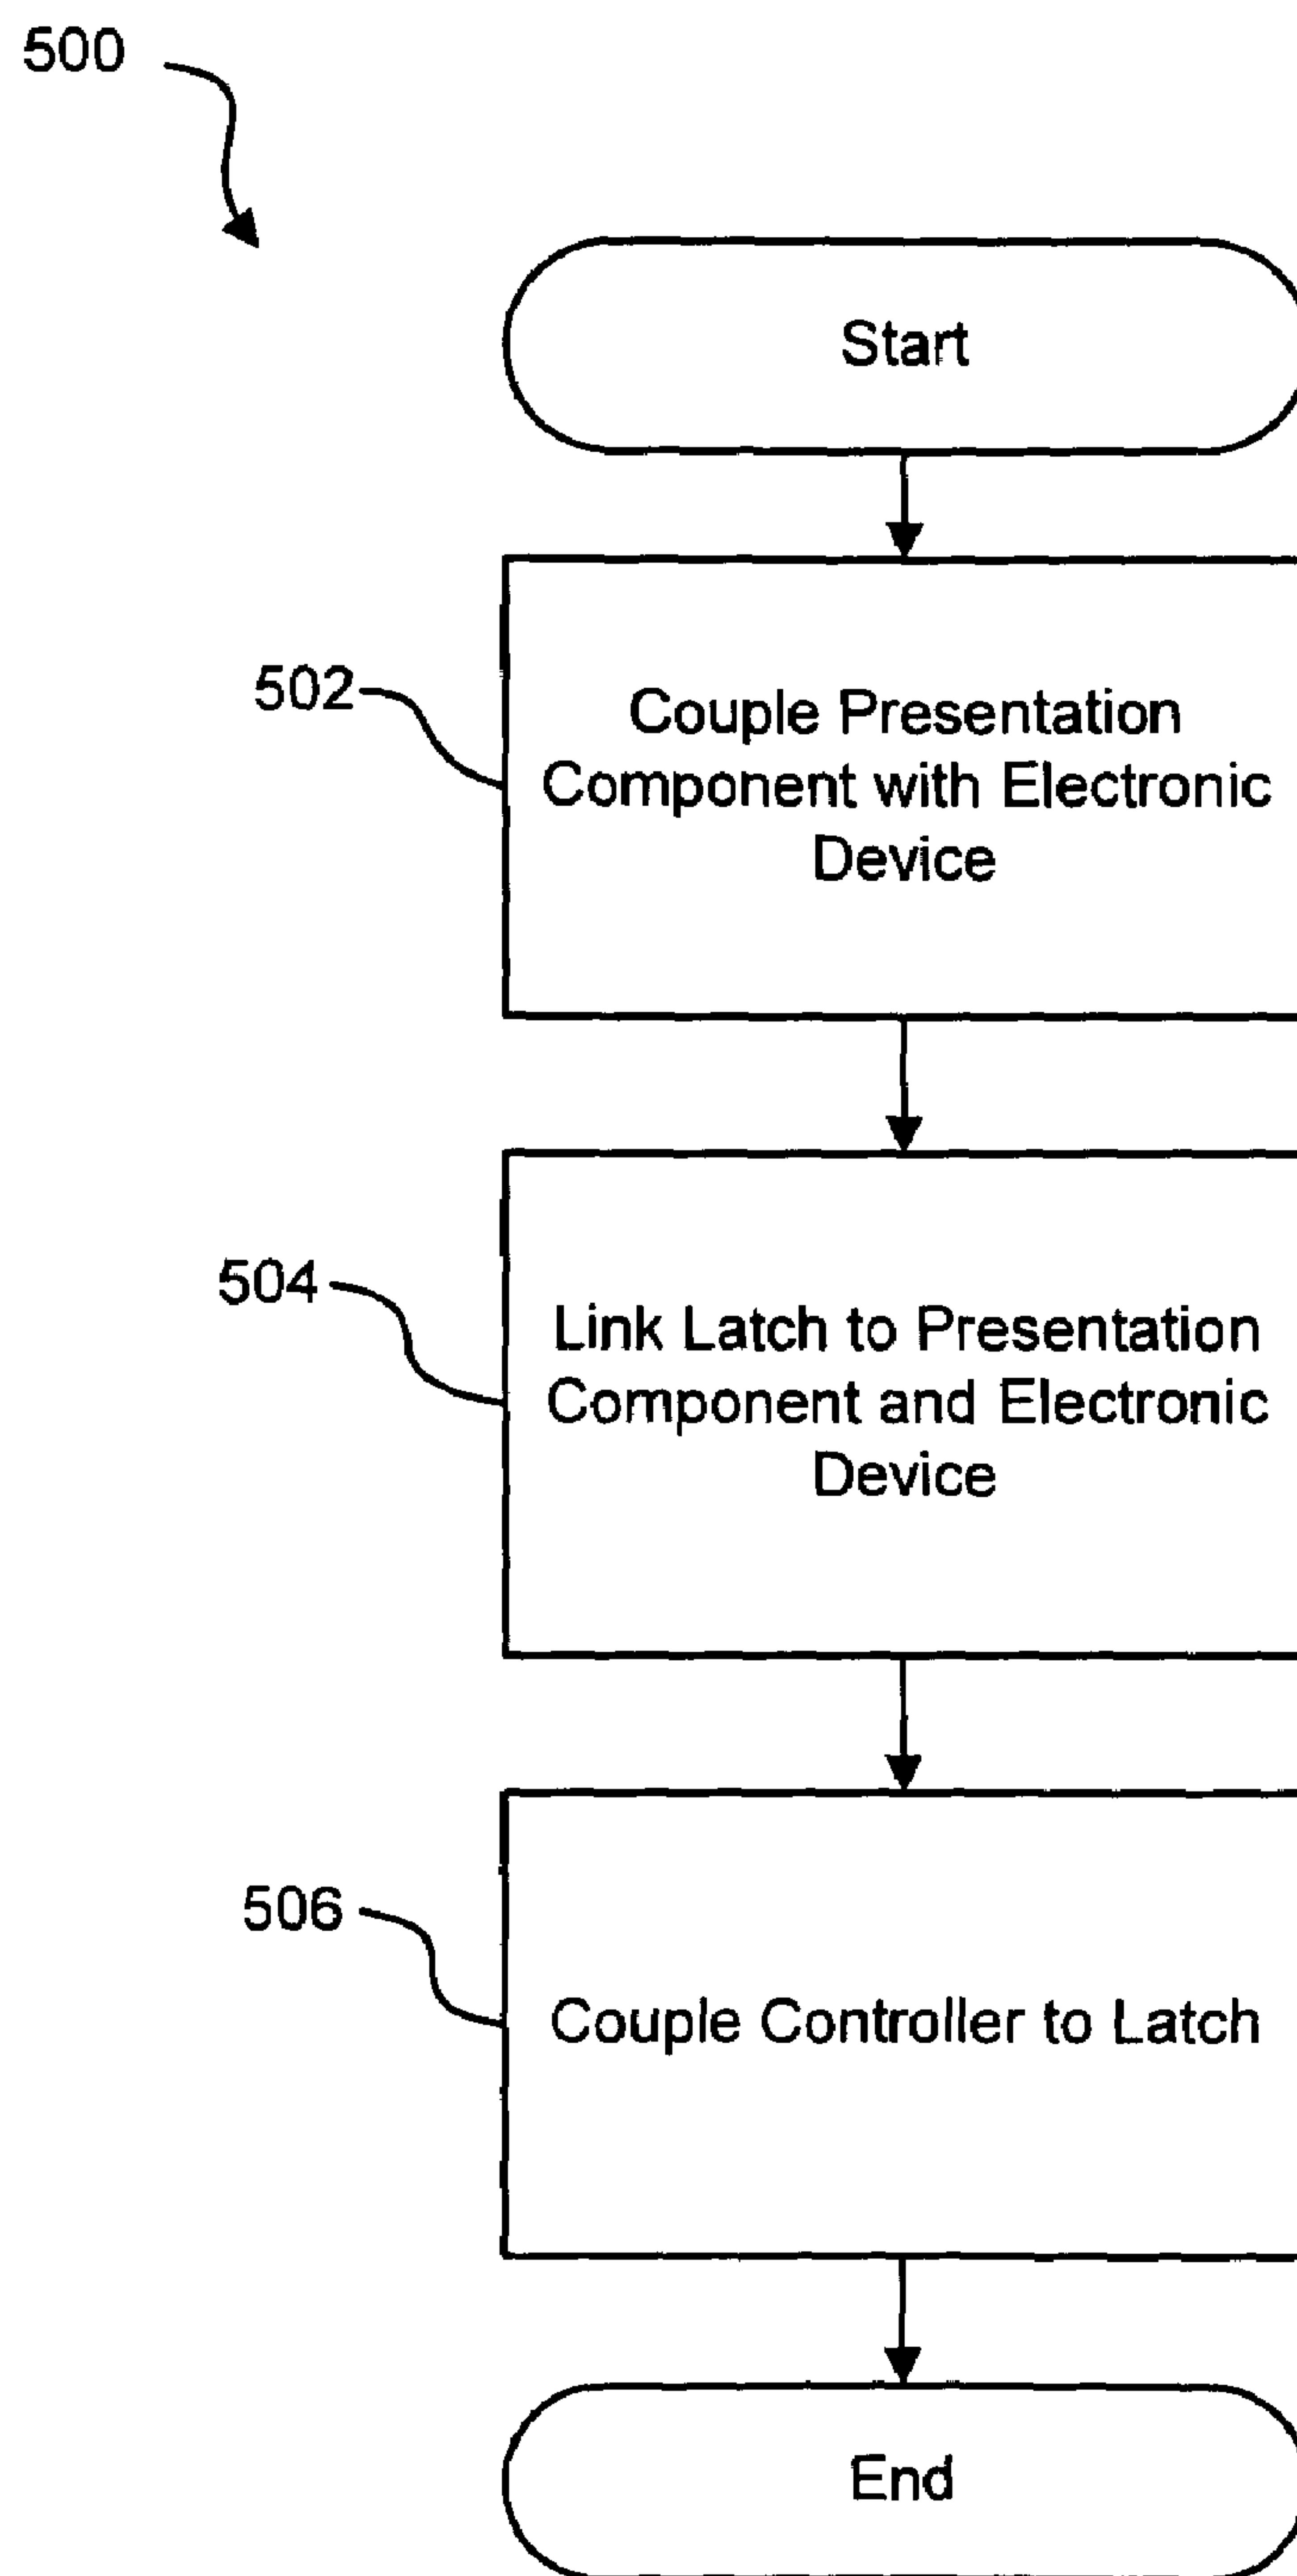 500
Start
502
Couple Presentation
Component with Electronic
Device
504
Link Latch to Presentation
Component and Electronic
Device
506
Couple Controller to Latch
End